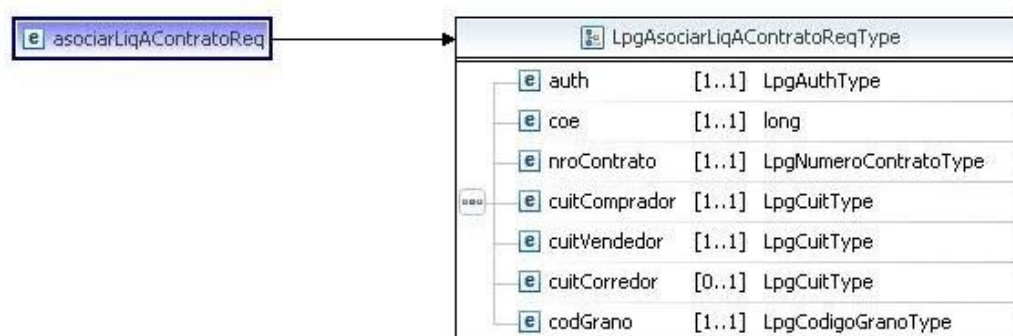 asociarLiqAContratoReq
LpgAsociarLiqAContratoReqType
auth [1..1] LpgAuthType
coe [1..1] long
nroContrato [1..1] LpgNumeroContratoType
cuitComprador [1..1] LpgCuitType
cuitVendedor [1..1] LpgCuitType
cuitCorredor [0..1] LpgCuitType
codGrano [1..1] LpgCodigoGranoType